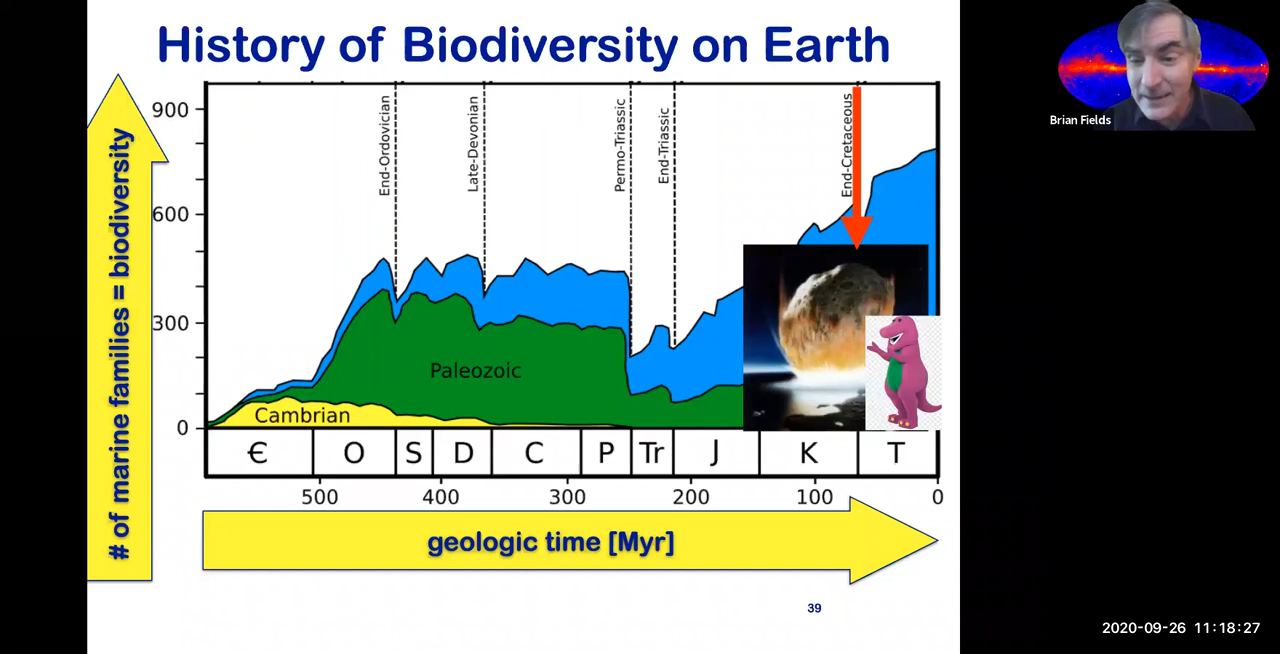 History of Biodiversity on Earth
Brian Fields
# of marine families = biodiversity
900
600
300
0
End-Ordovician
Late-Devonian
Permo-Triassic
End-Triassic
End-Cretaceous
Paleozoic
Cambrian
Ꞓ O S D C P Tr J K T
500 400 300 200 100 0
geologic time [Myr]
39
2020-09-26 11:18:27